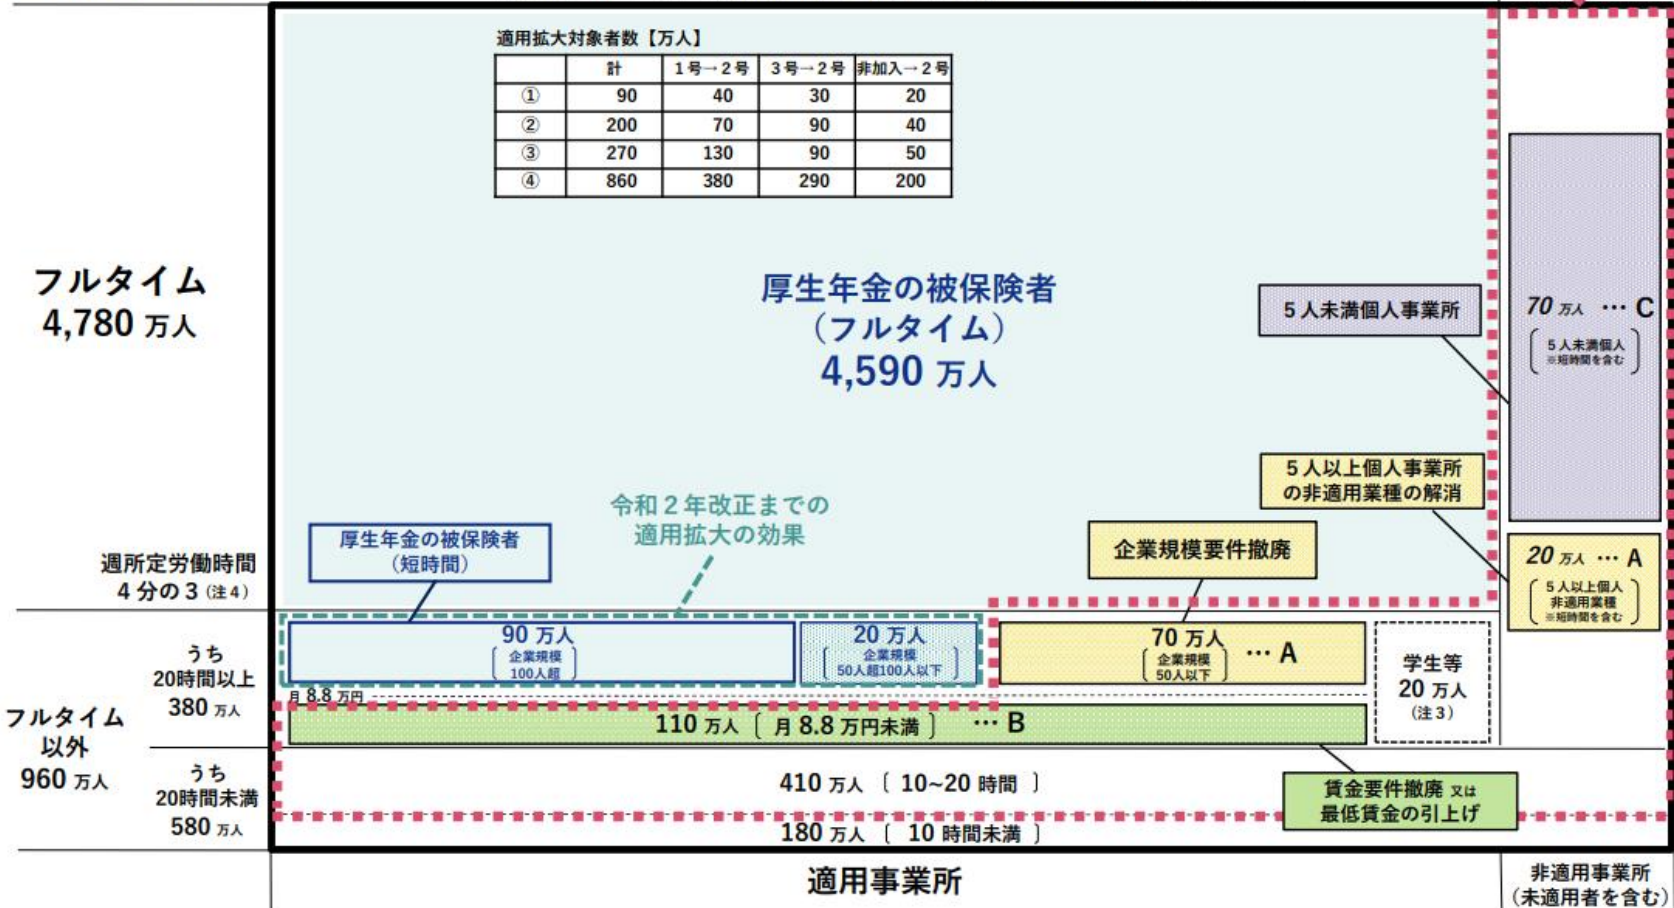 適用拡大対象者数【万人】
計 1号→2号 3号→2号 非加入→2号
① 90 40 30 20
② 200 70 90 40
③ 270 130 90 50
④ 860 380 290 200
フルタイム
4,780 万人
厚生年金の被保険者
（フルタイム）
4,590 万人
5人未満個人事業所
70 万人 … C
5人未満個人
※短時間を含む
5人以上個人事業所
の非適用業種の解消
20 万人 … A
5人以上個人
非適用業種
※短時間を含む
令和2年改正までの
適用拡大の効果
厚生年金の被保険者
（短時間）
企業規模要件撤廃
週所定労働時間
4分の3（注4）
90 万人
企業規模
100人超
20 万人
企業規模
50人超100人以下
70 万人 … A
企業規模
50人以下
学生等
20 万人
（注3）
うち
20時間以上
380 万人
月 8.8 万円
110 万人 〔 月 8.8 万円未満 〕 … B
フルタイム
以外
960 万人
うち
20時間未満
580 万人
410 万人 〔 10~20 時間 〕
賃金要件撤廃 又は
最低賃金の引上げ
180 万人 〔 10 時間未満 〕
適用事業所
非適用事業所
（未適用者を含む）